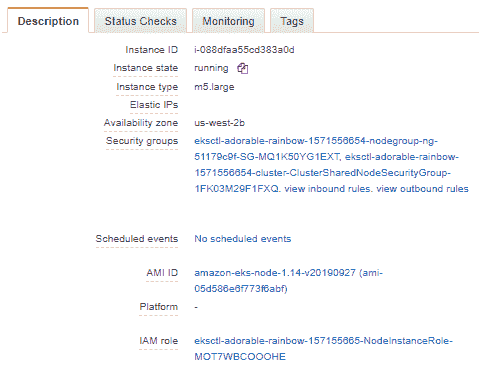 Description Status Checks Monitoring Tags
Instance ID i-088dfaa55cd383a0d
Instance state running
Instance type m5.large
Elastic IPs
Availability zone us-west-2b
Security groups eksctl-adorable-rainbow-1571556654-nodegroup-ng-
51179c9f-SG-MQ1K50YG1EXT, eksctl-adorable-rainbow-
1571556654-cluster-ClusterSharedNodeSecurityGroup-
1FK03M29F1FXQ. view inbound rules. view outbound rules
Scheduled events No scheduled events
AMI ID amazon-eks-node-1.14-v20190927 (ami-
05d586e6f773f6abf)
Platform -
IAM role eksctl-adorable-rainbow-157155665-NodeInstanceRole-
MOT7WBCOOOHE